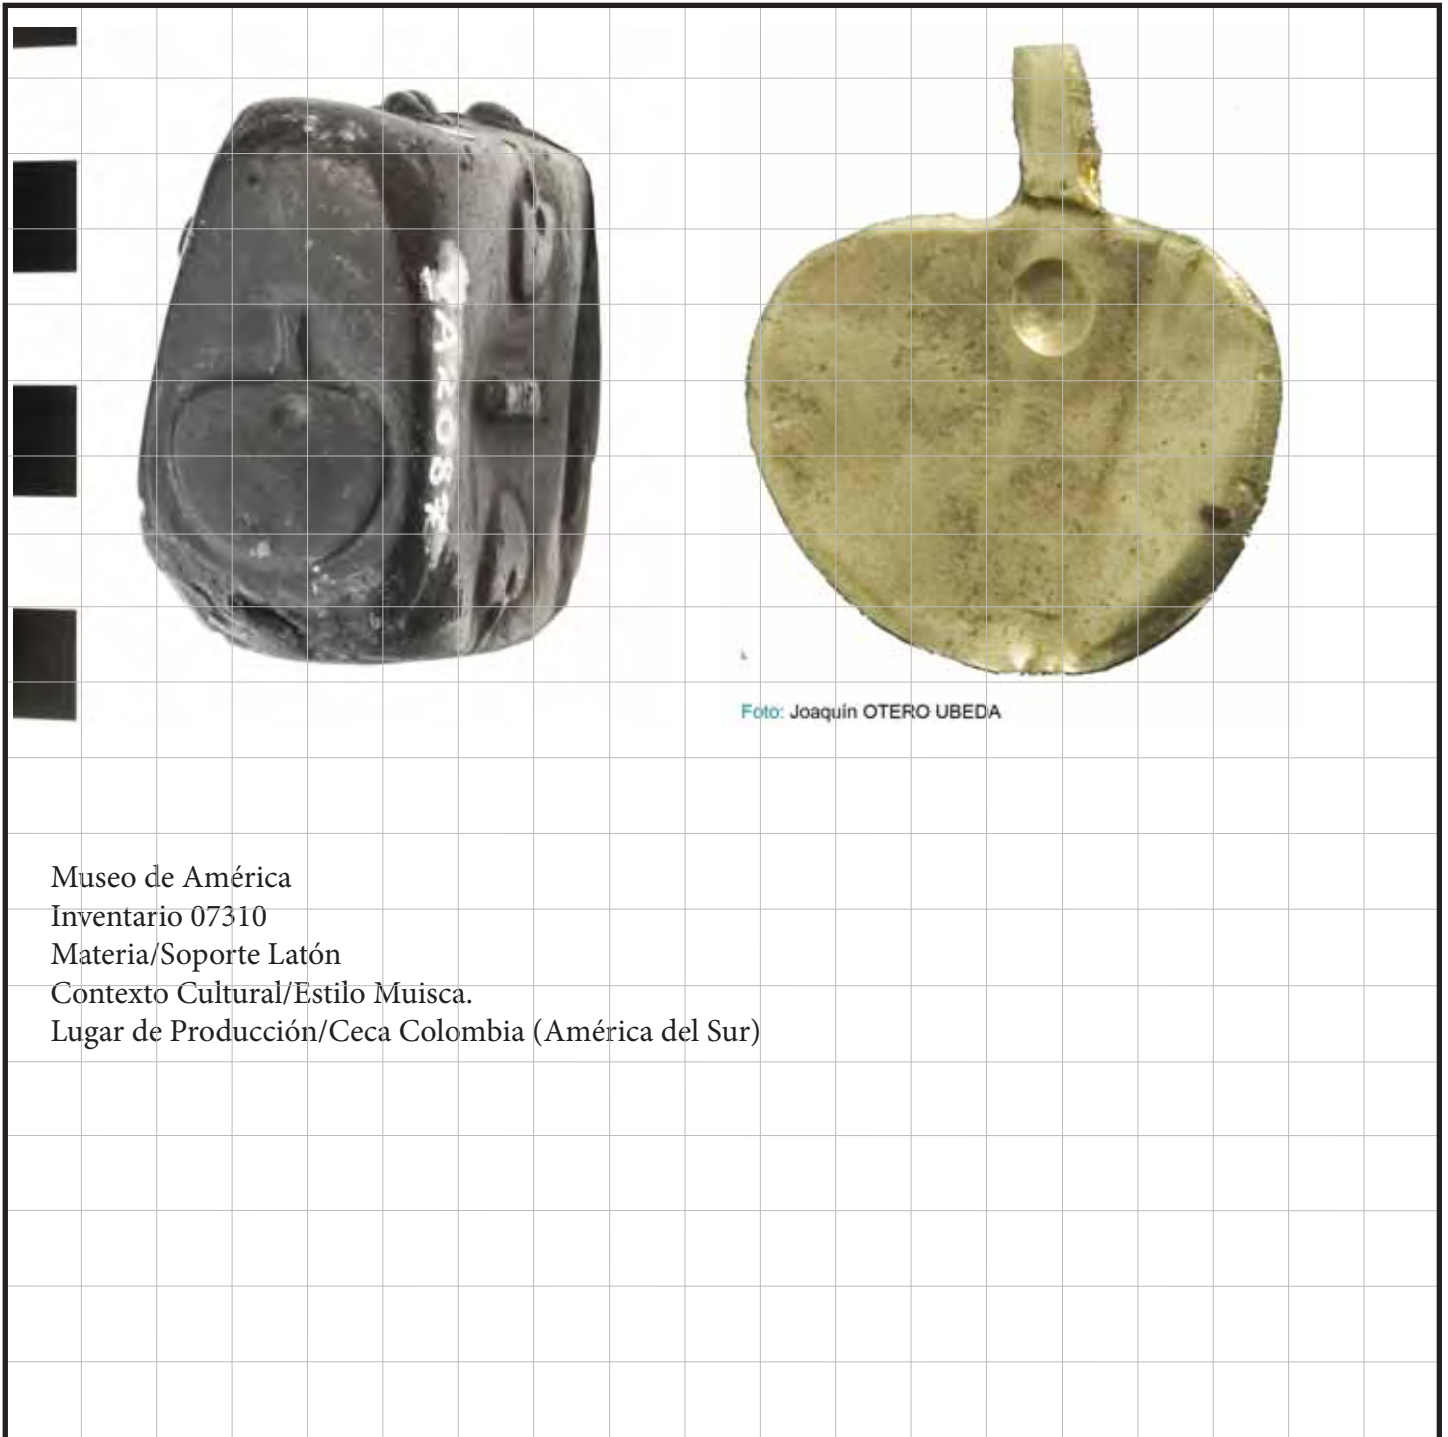 Foto: Joaquín OTERO UBEDA
Museo de América
Inventario 07310
Materia/Soporte Latón
Contexto Cultural/Estilo Muisca.
Lugar de Producción/Ceca Colombia (América del Sur)